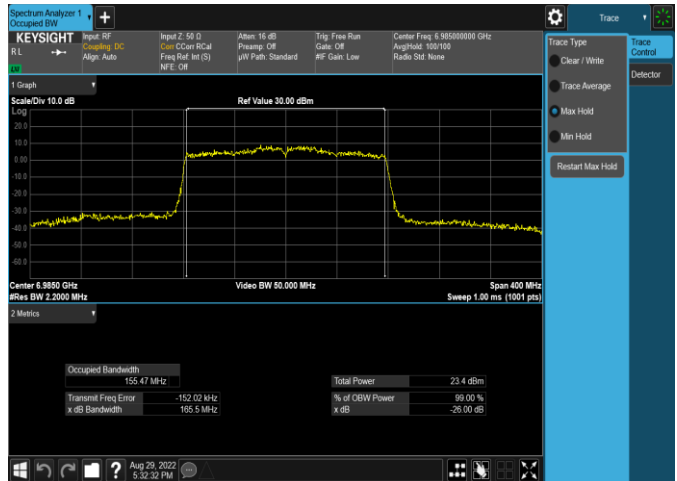 Spectrum Analyzer 1
Occupied BW
Trace
KEYSIGHT
Input: RF
Input Z: 50 Ω
Atten: 16 dB
Trig: Free Run
Center Freq: 6.985000000 GHz
RL
Coupling: DC
Corr CCorr RCal
Preamp: Off
Gate: Off
Avg|Hold: 100/100
Align: Auto
Freq Ref: Int (S)
µW Path: Standard
#IF Gain: Low
Radio Std: None
NFE: Off
Trace Type
Clear / Write
Trace Average
Max Hold
Min Hold
Restart Max Hold
Trace
Control
Detector
1 Graph
Scale/Div 10.0 dB
Ref Value 30.00 dBm
Log
20.0
10.0
0.00
-10.0
-20.0
-30.0
-40.0
-50.0
-60.0
Center 6.9850 GHz
Video BW 50.000 MHz
Span 400 MHz
#Res BW 2.2000 MHz
Sweep 1.00 ms (1001 pts)
2 Metrics
Occupied Bandwidth
155.47 MHz
Total Power
23.4 dBm
Transmit Freq Error
-152.02 kHz
% of OBW Power
99.00 %
x dB Bandwidth
165.5 MHz
x dB
-26.00 dB
?
Aug 29, 2022
5:32:32 PM